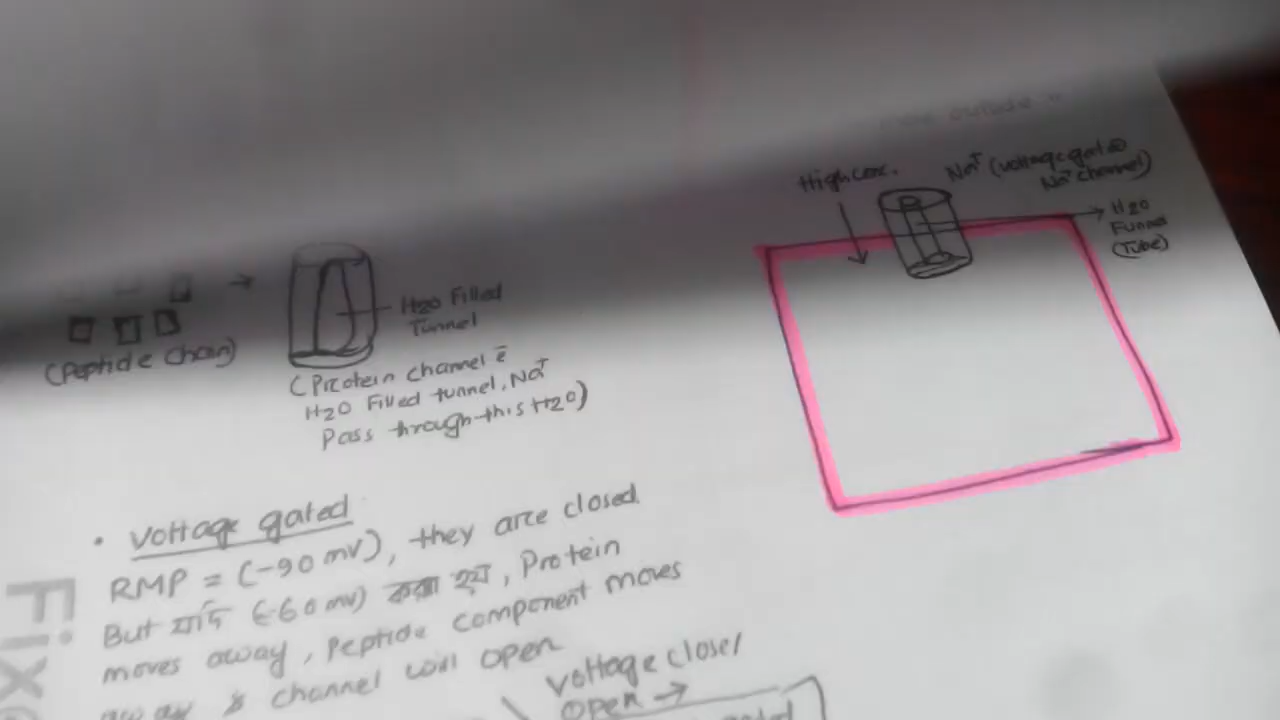 High conc.
Na+ (voltage gated
Na+ channel)
H2O
Funnel
(Tube)
H2O Filled
Tunnel
(Peptide chain)
(Protein channel c̄
H2O Filled tunnel, Na+
Pass through this H2O)
• Voltage gated
RMP = (-90 mv), they are closed
But যদি (-60 mv) করা হয়, Protein
moves away, Peptide component moves
away & channel will open
Voltage close/
open →